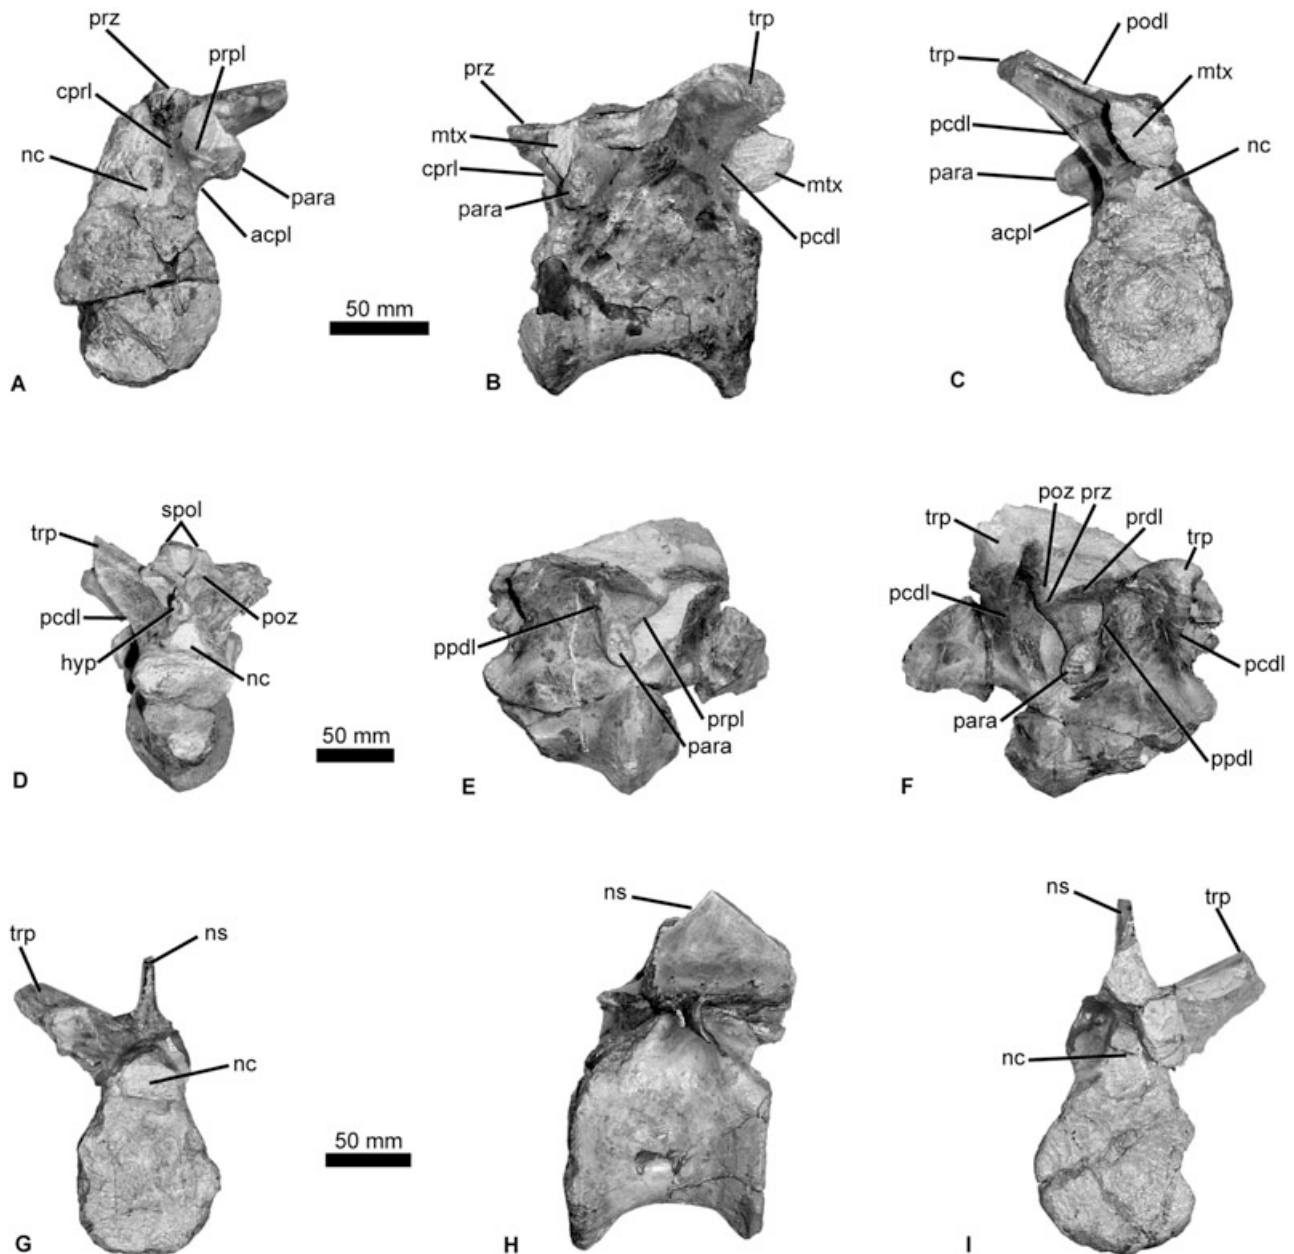 prz
prpl
cprl
nc
para
acpl
A
50 mm
trp
prz
mtx
cprl
para
mtx
pcdl
B
podl
trp
mtx
pcdl
nc
para
acpl
C
spol
trp
pcdl
poz
hyp
nc
50 mm
D
ppdl
prpl
para
E
poz
prz
prdl
trp
trp
pcdl
pcdl
para
ppdl
F
trp
ns
nc
50 mm
G
ns
H
ns
trp
nc
I